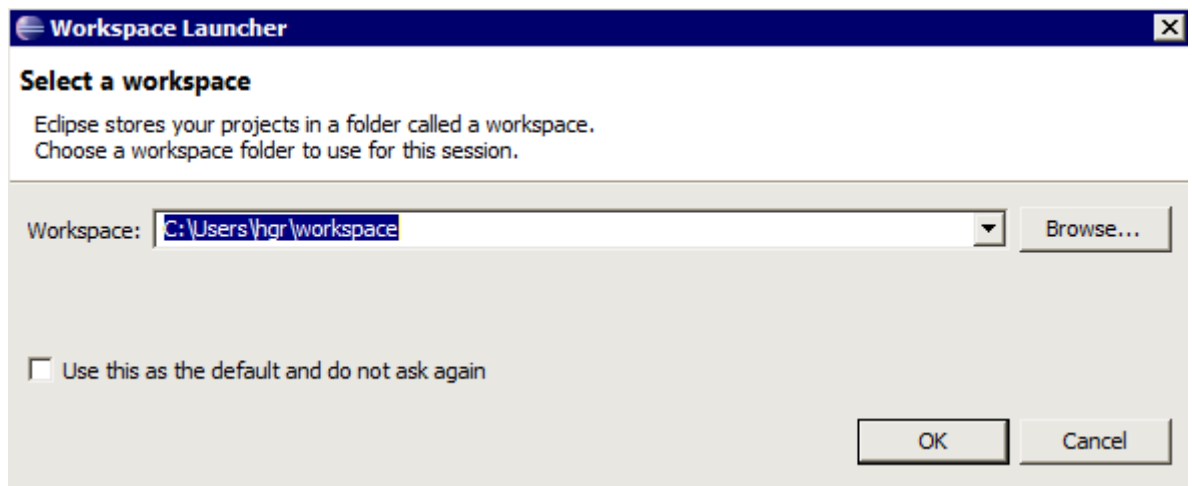 Workspace Launcher
Select a workspace
Eclipse stores your projects in a folder called a workspace.
Choose a workspace folder to use for this session.
Workspace: C:\Users\hgr\workspace Browse...
Use this as the default and do not ask again
OK Cancel